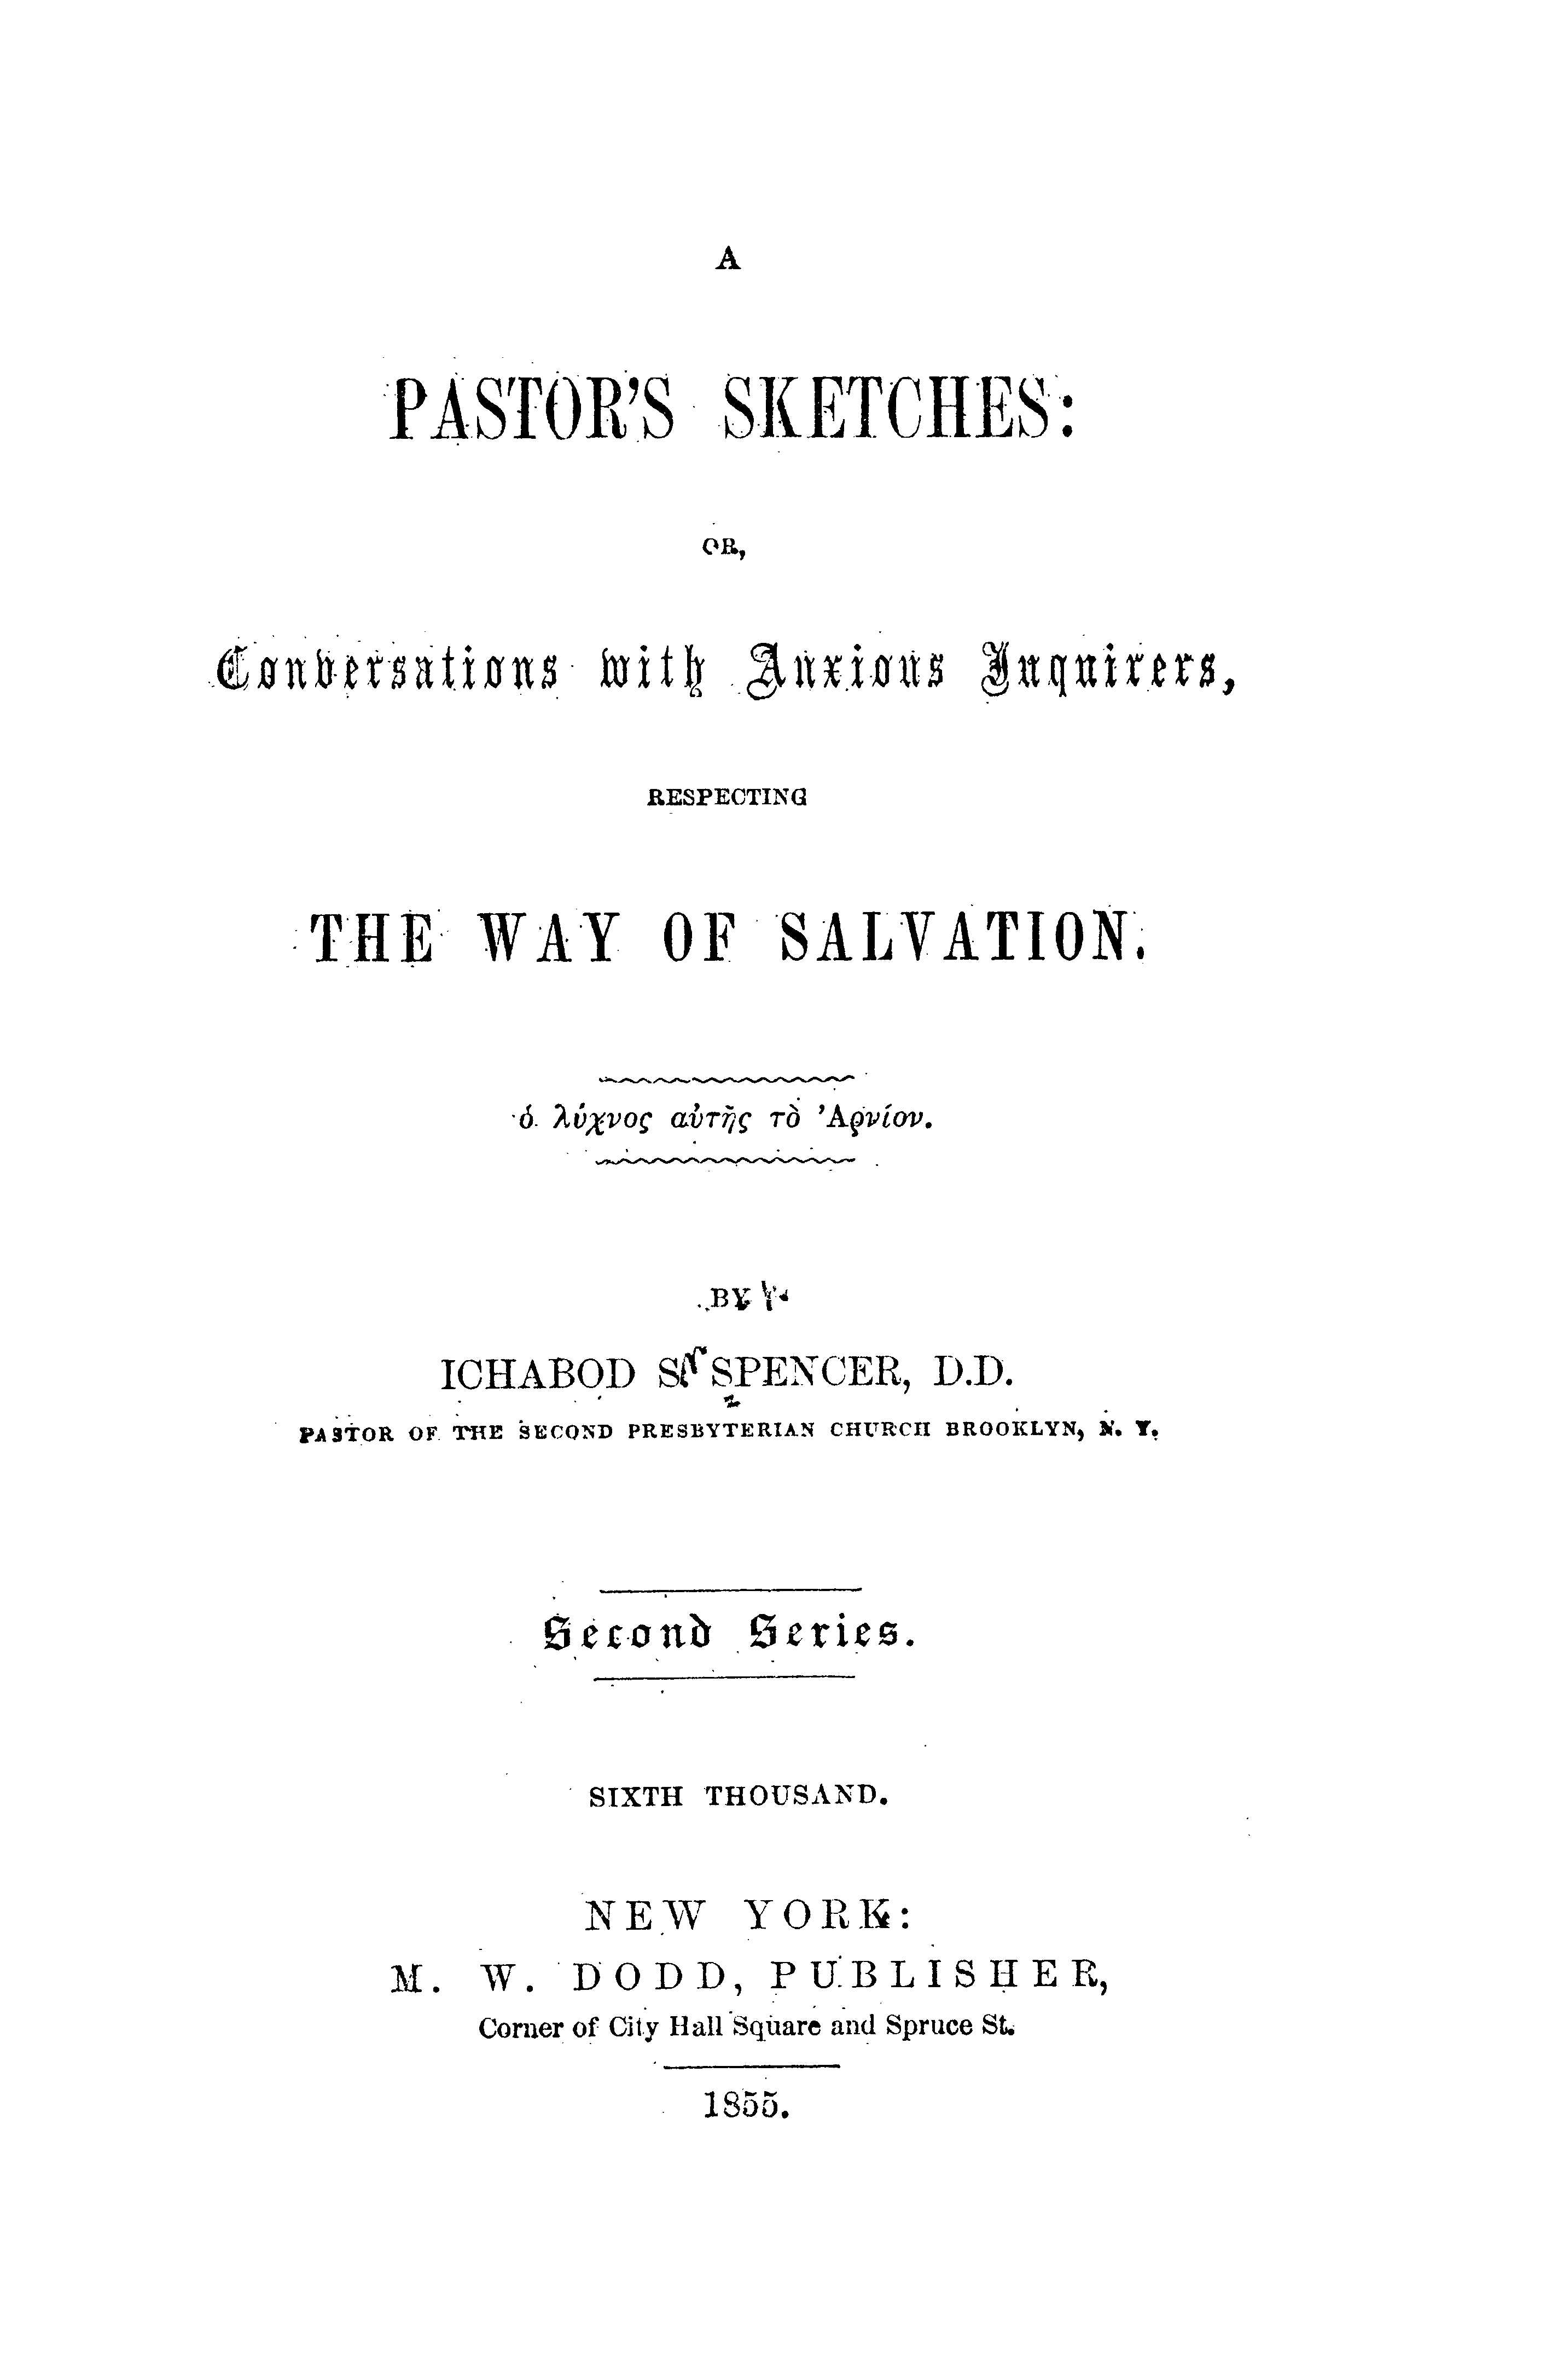 A
PASTOR'S SKETCHES:
OR,
Conversations with Anxious Inquirers,
RESPECTING
THE WAY OF SALVATION.
ὁ λύχνος αὐτῆς τὸ Ἀρνίον.
BY
ICHABOD S. SPENCER, D.D.
PASTOR OF THE SECOND PRESBYTERIAN CHURCH BROOKLYN, N. Y.
Second Series.
SIXTH THOUSAND.
NEW YORK:
M. W. DODD, PUBLISHER,
Corner of City Hall Square and Spruce St.
1855.